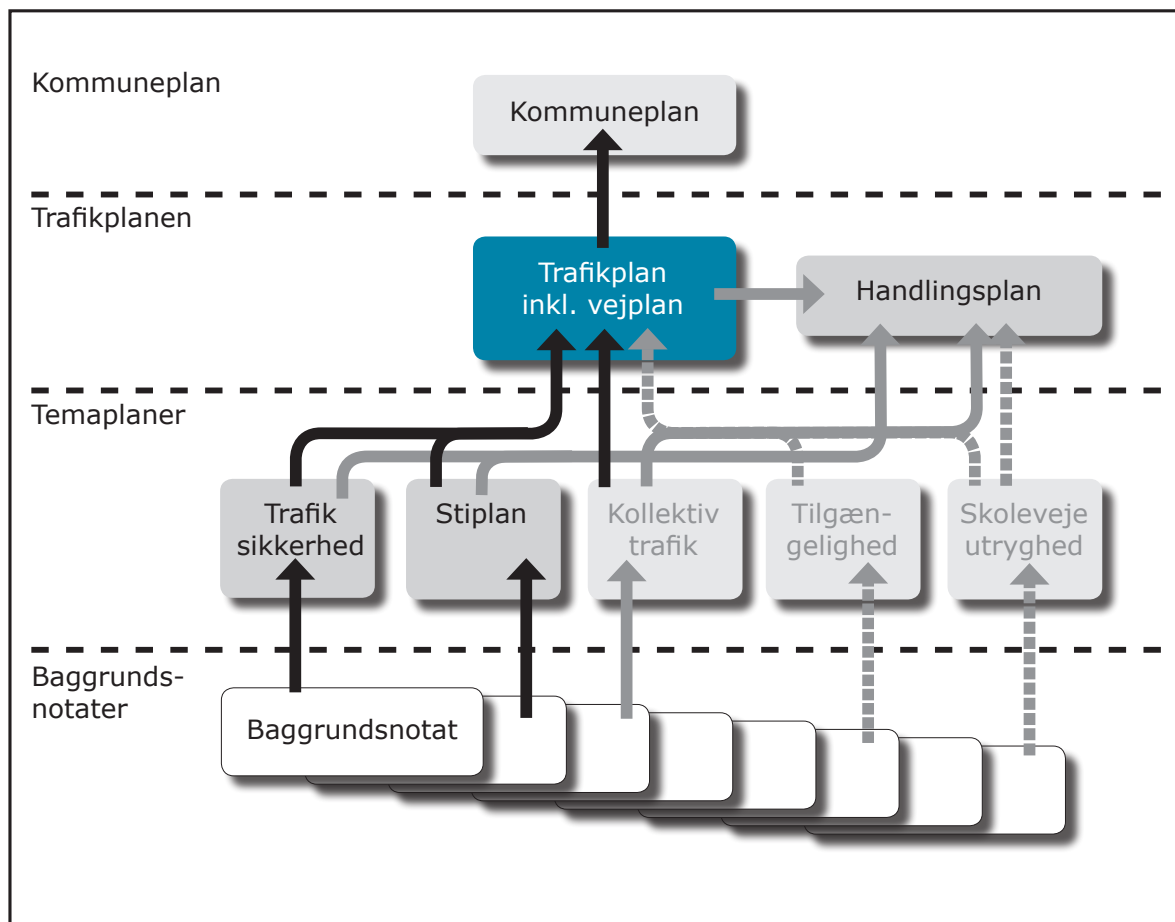 Kommuneplan
Kommuneplan
Trafikplanen
Trafikplan
inkl. vejplan
Handlingsplan
Temaplaner
Trafik
sikkerhed
Stiplan
Kollektiv
trafik
Tilgæn-
gelighed
Skoleveje
utryghed
Baggrunds-
notater
Baggrundsnotat